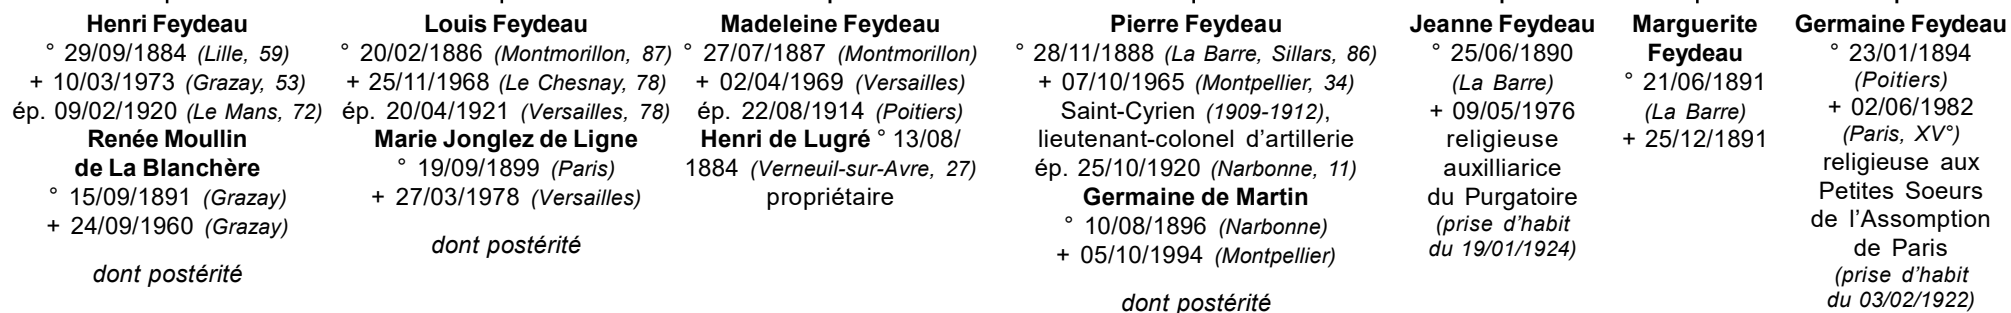 Henri Feydeau
° 29/09/1884 (Lille, 59)
+ 10/03/1973 (Grazay, 53)
ép. 09/02/1920 (Le Mans, 72)
Renée Moullin
de La Blanchère
° 15/09/1891 (Grazay)
+ 24/09/1960 (Grazay)
dont postérité
Louis Feydeau
° 20/02/1886 (Montmorillon, 87)
+ 25/11/1968 (Le Chesnay, 78)
ép. 20/04/1921 (Versailles, 78)
Marie Jonglez de Ligne
° 19/09/1899 (Paris)
+ 27/03/1978 (Versailles)
dont postérité
Madeleine Feydeau
° 27/07/1887 (Montmorillon)
+ 02/04/1969 (Versailles)
ép. 22/08/1914 (Poitiers)
Henri de Lugré ° 13/08/
1884 (Verneuil-sur-Avre, 27)
propriétaire
Pierre Feydeau
° 28/11/1888 (La Barre, Sillars, 86)
+ 07/10/1965 (Montpellier, 34)
Saint-Cyrien (1909-1912),
lieutenant-colonel d'artillerie
ép. 25/10/1920 (Narbonne, 11)
Germaine de Martin
° 10/08/1896 (Narbonne)
+ 05/10/1994 (Montpellier)
dont postérité
Jeanne Feydeau
° 25/06/1890
(La Barre)
+ 09/05/1976
religieuse
auxilliarice
du Purgatoire
(prise d'habit
du 19/01/1924)
Marguerite
Feydeau
° 21/06/1891
(La Barre)
+ 25/12/1891
Germaine Feydeau
° 23/01/1894
(Poitiers)
+ 02/06/1982
(Paris, XV°)
religieuse aux
Petites Soeurs
de l'Assomption
de Paris
(prise d'habit
du 03/02/1922)